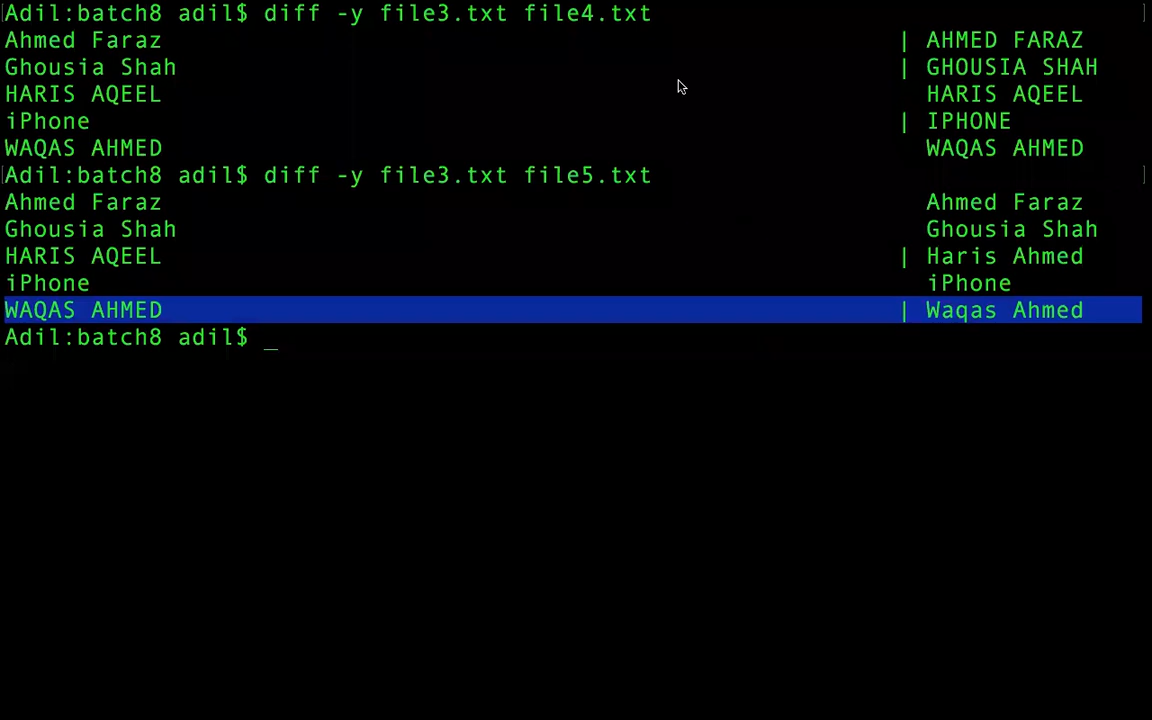 Adil:batch8 adil$ diff -y file3.txt file4.txt
Ahmed Faraz | AHMED FARAZ
Ghousia Shah | GHOUSIA SHAH
HARIS AQEEL HARIS AQEEL
iPhone | IPHONE
WAQAS AHMED WAQAS AHMED
Adil:batch8 adil$ diff -y file3.txt file5.txt
Ahmed Faraz Ahmed Faraz
Ghousia Shah Ghousia Shah
HARIS AQEEL | Haris Ahmed
iPhone iPhone
WAQAS AHMED | Waqas Ahmed
Adil:batch8 adil$ _